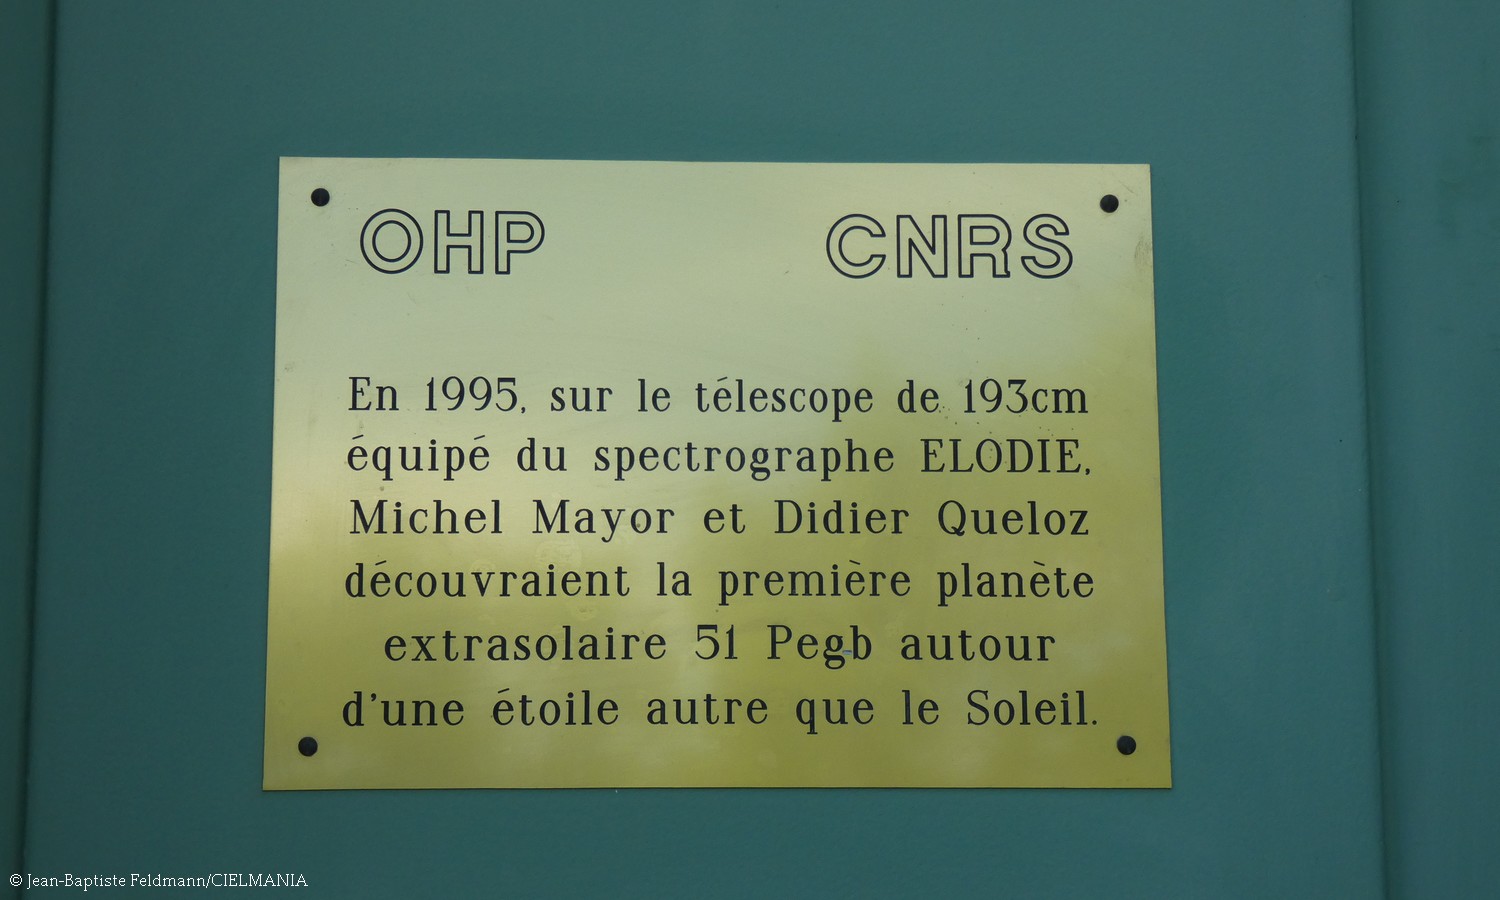 OHP CNRS
En 1995, sur le télescope de 193cm
équipé du spectrographe ELODIE,
Michel Mayor et Didier Queloz
découvraient la première planète
extrasolaire 51 Pegb autour
d'une étoile autre que le Soleil.
© Jean-Baptiste Feldmann/CIELMANIA